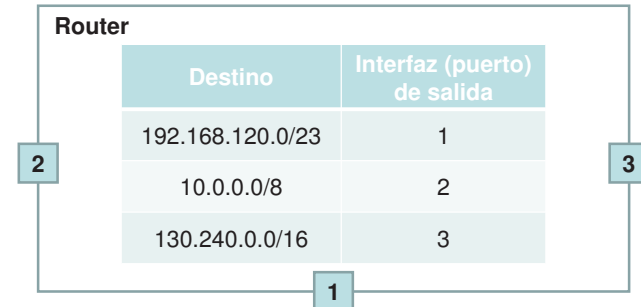 Router
Destino
Interfaz (puerto)
de salida
192.168.120.0/23
1
10.0.0.0/8
2
130.240.0.0/16
3
2
3
1